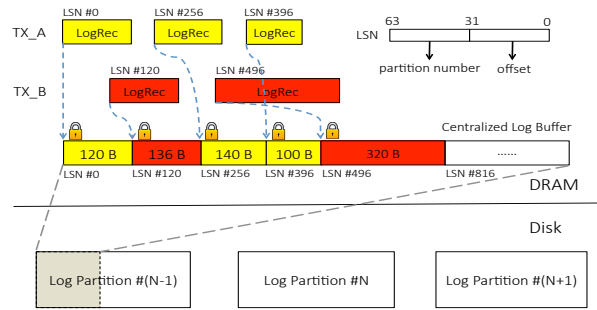 LSN #0 LSN #256 LSN #396
TX_A LogRec LogRec LogRec
63 31 0
LSN
partition number offset
LSN #120 LSN #496
TX_B LogRec LogRec
Centralized Log Buffer
120 B 136 B 140 B 100 B 320 B ......
LSN #0 LSN #120 LSN #256 LSN #396 LSN #496 LSN #816
DRAM
Disk
Log Partition #(N-1) Log Partition #N Log Partition #(N+1)